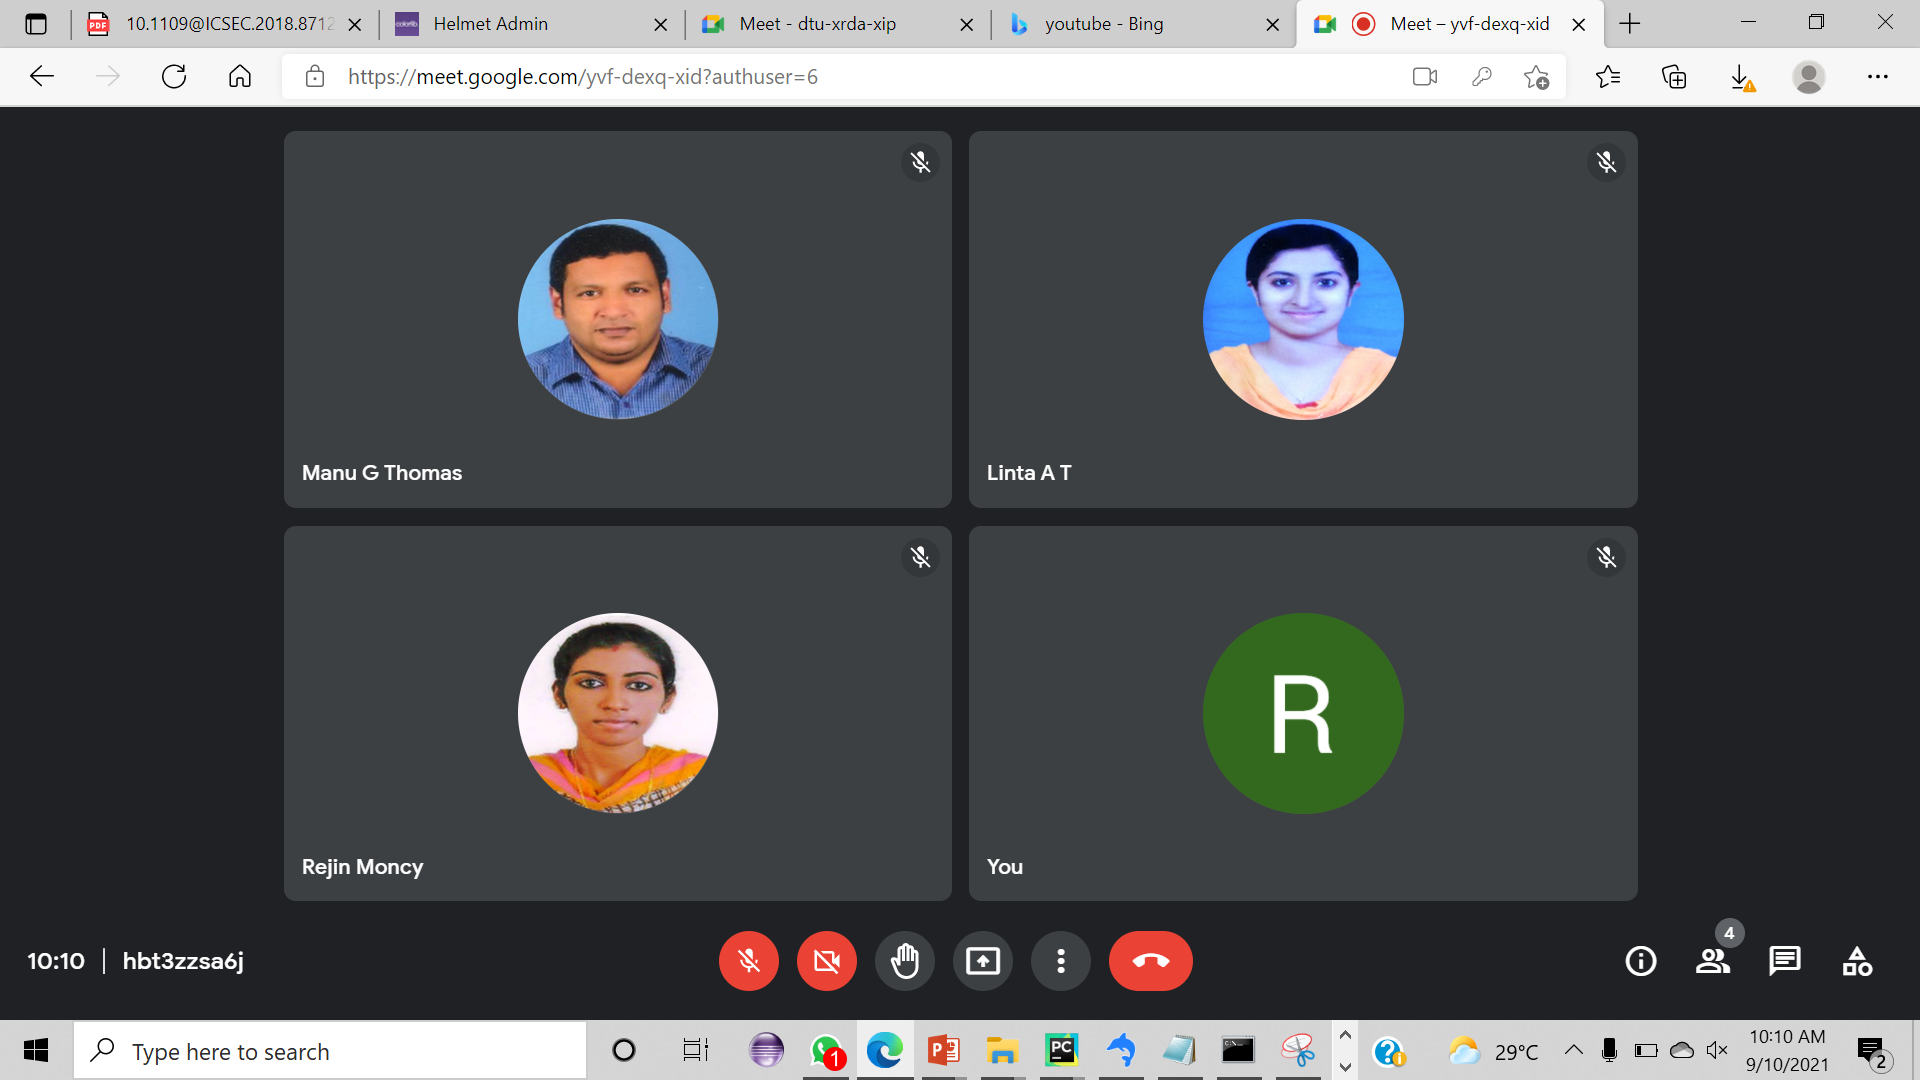 10.1109@ICSEC.2018.8712
Helmet Admin
Meet - dtu-xrda-xip
youtube - Bing
Meet – yvf-dexq-xid
https://meet.google.com/yvf-dexq-xid?authuser=6
Manu G Thomas
Linta A T
Rejin Moncy
R
You
10:10 | hbt3zzsa6j
4
Type here to search
1
29°C
10:10 AM
9/10/2021
2